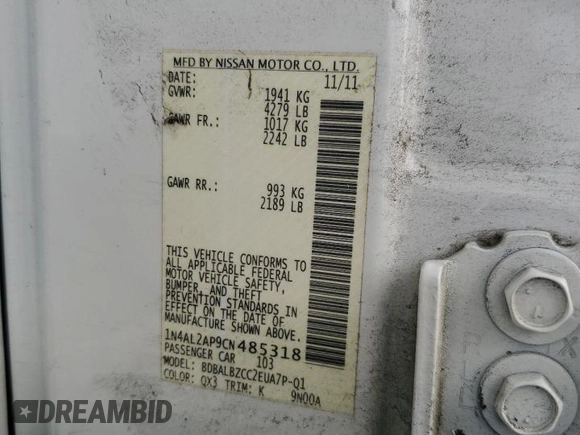 MFD BY NISSAN MOTOR CO., LTD.
DATE: 11/11
GVWR: 1941 KG
4279 LB
GAWR FR.: 1017 KG
2242 LB
GAWR RR.: 993 KG
2189 LB
THIS VEHICLE CONFORMS TO
ALL APPLICABLE FEDERAL
MOTOR VEHICLE SAFETY,
BUMPER, AND THEFT
PREVENTION STANDARDS IN
EFFECT ON THE DATE OF
MANUFACTURE SHOWN ABOVE.
1N4AL2AP9CN485318
PASSENGER CAR 103
MODEL: BDBALBZCC2EUA7P-Q1
COLOR: QX3 TRIM: K 9N00A
DREAMBID